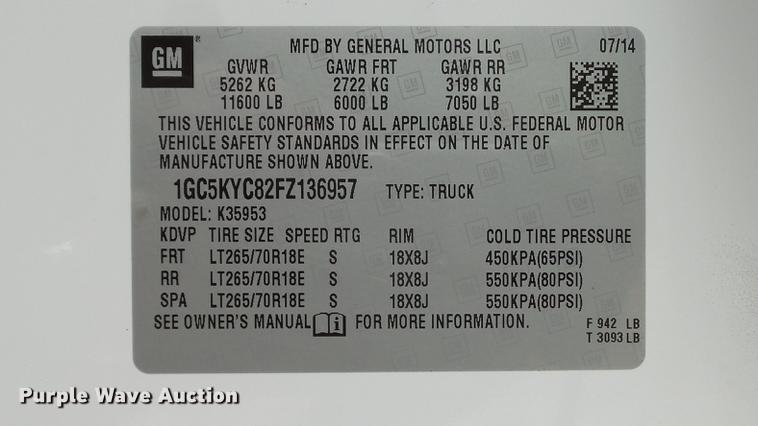 GM
MFD BY GENERAL MOTORS LLC 07/14
GVWR GAWR FRT GAWR RR
5262 KG 2722 KG 3198 KG
11600 LB 6000 LB 7050 LB
THIS VEHICLE CONFORMS TO ALL APPLICABLE U.S. FEDERAL MOTOR
VEHICLE SAFETY STANDARDS IN EFFECT ON THE DATE OF
MANUFACTURE SHOWN ABOVE.
1GC5KYC82FZ136957 TYPE: TRUCK
MODEL: K35953
KDVP TIRE SIZE SPEED RTG RIM COLD TIRE PRESSURE
FRT LT265/70R18E S 18X8J 450KPA(65PSI)
RR LT265/70R18E S 18X8J 550KPA(80PSI)
SPA LT265/70R18E S 18X8J 550KPA(80PSI)
SEE OWNER'S MANUAL i FOR MORE INFORMATION.
F 942 LB
T 3093 LB
Purple Wave Auction